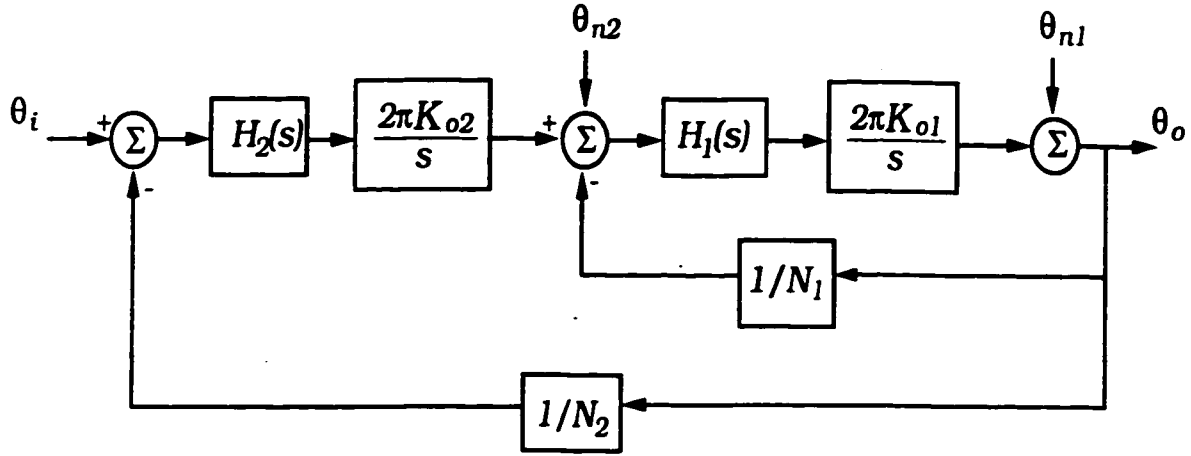 θn2
θn1
θi
+
Σ
-
H2(s)
2πKo2
s
+
Σ
-
H1(s)
2πKo1
s
Σ
θo
1/N1
1/N2